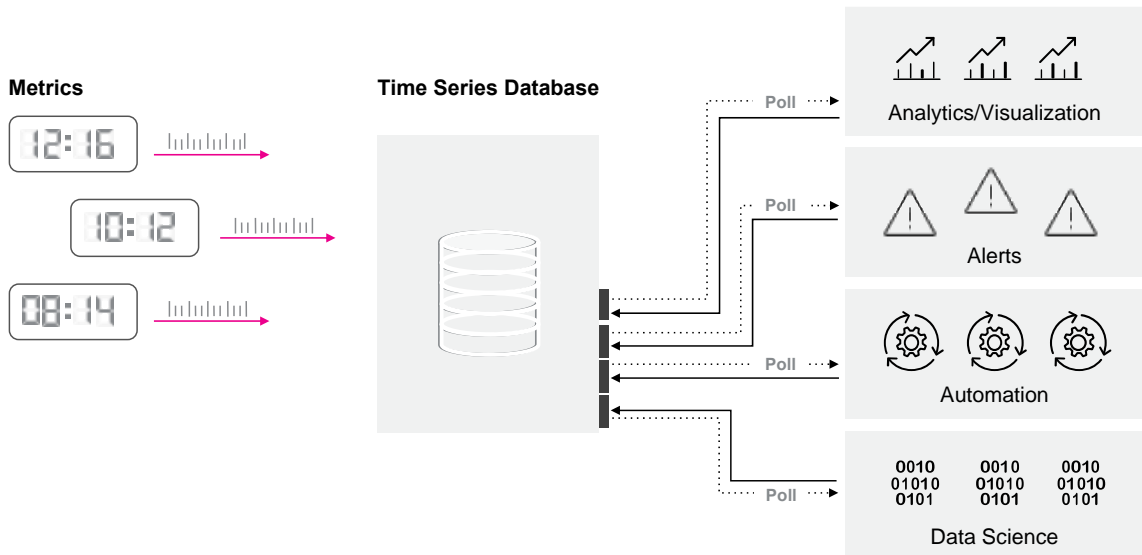 Metrics
12:16
10:12
08:14
Time Series Database
Poll
Analytics/Visualization
Poll
Alerts
Poll
Automation
Poll
0010 0010 0010
01010 01010 01010
0101 0101 0101
Data Science